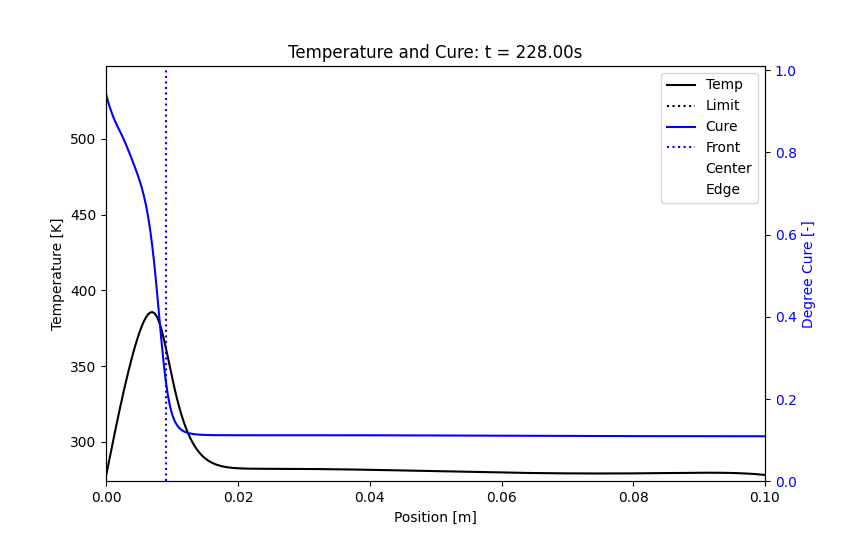 Temperature and Cure: t = 228.00s
Temp
Limit
Cure
Front
Center
Edge
500
450
400
350
300
Temperature [K]
1.0
0.8
0.6
0.4
0.2
0.0
Degree Cure [-]
0.00
0.02
0.04
0.06
0.08
0.10
Position [m]